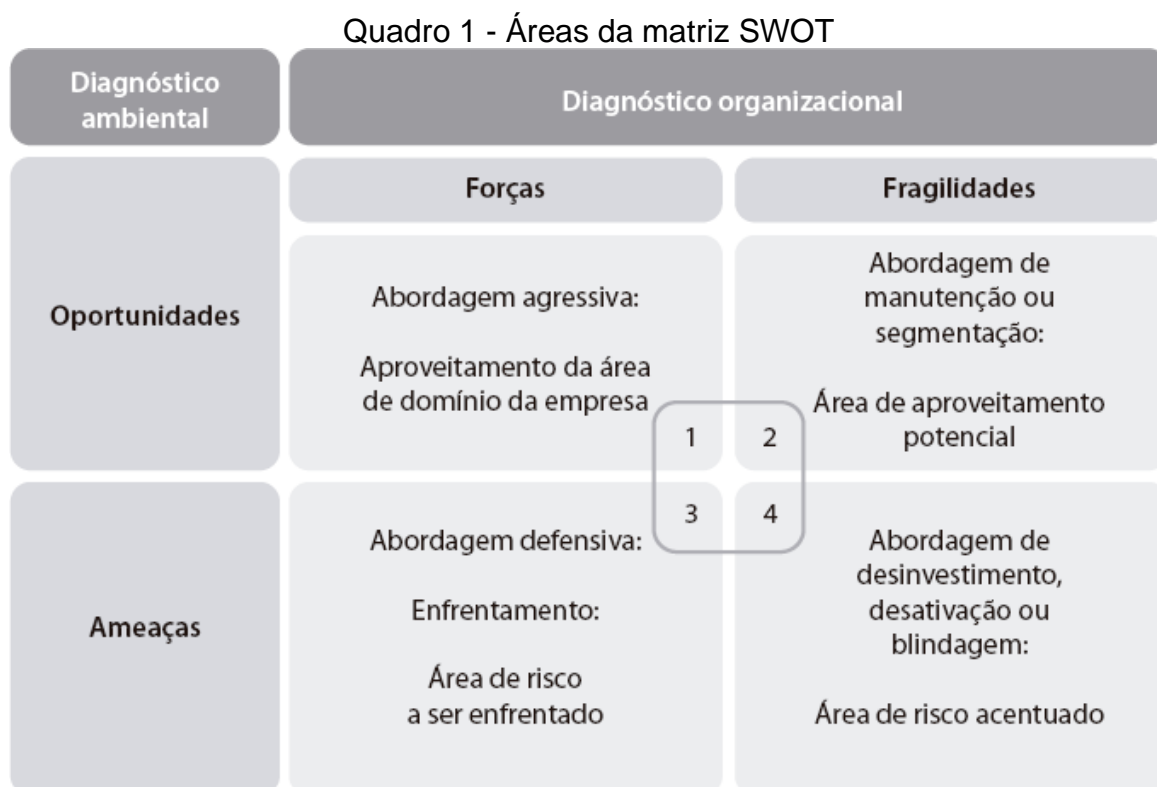 Quadro 1 - Áreas da matriz SWOT
Diagnóstico
ambiental
Diagnóstico organizacional
Oportunidades
Forças
Fragilidades
Abordagem agressiva:
Aproveitamento da área
de domínio da empresa
1
Abordagem de
manutenção ou
segmentação:
Área de aproveitamento
potencial
2
Ameaças
3
Abordagem defensiva:
Enfrentamento:
Área de risco
a ser enfrentado
4
Abordagem de
desinvestimento,
desativação ou
blindagem:
Área de risco acentuado